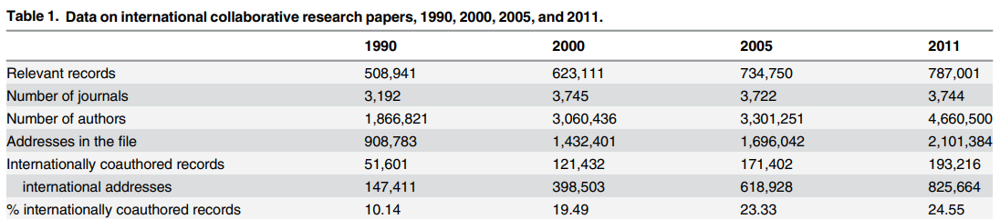 Table 1. Data on international collaborative research papers, 1990, 2000, 2005, and 2011.
1990 2000 2005 2011
Relevant records 508,941 623,111 734,750 787,001
Number of journals 3,192 3,745 3,722 3,744
Number of authors 1,866,821 3,060,436 3,301,251 4,660,500
Addresses in the file 908,783 1,432,401 1,696,042 2,101,384
Internationally coauthored records 51,601 121,432 171,402 193,216
international addresses 147,411 398,503 618,928 825,664
% internationally coauthored records 10.14 19.49 23.33 24.55